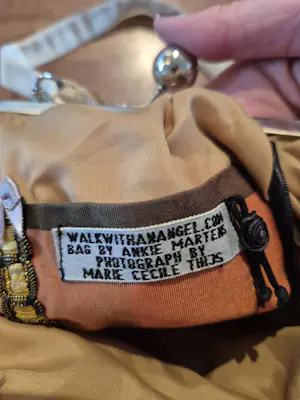 WALKWITHANANGEL.COM
BAG BY ANKIE MARTENS
PHOTOGRAPH BY
MARIE CECILE THIJS